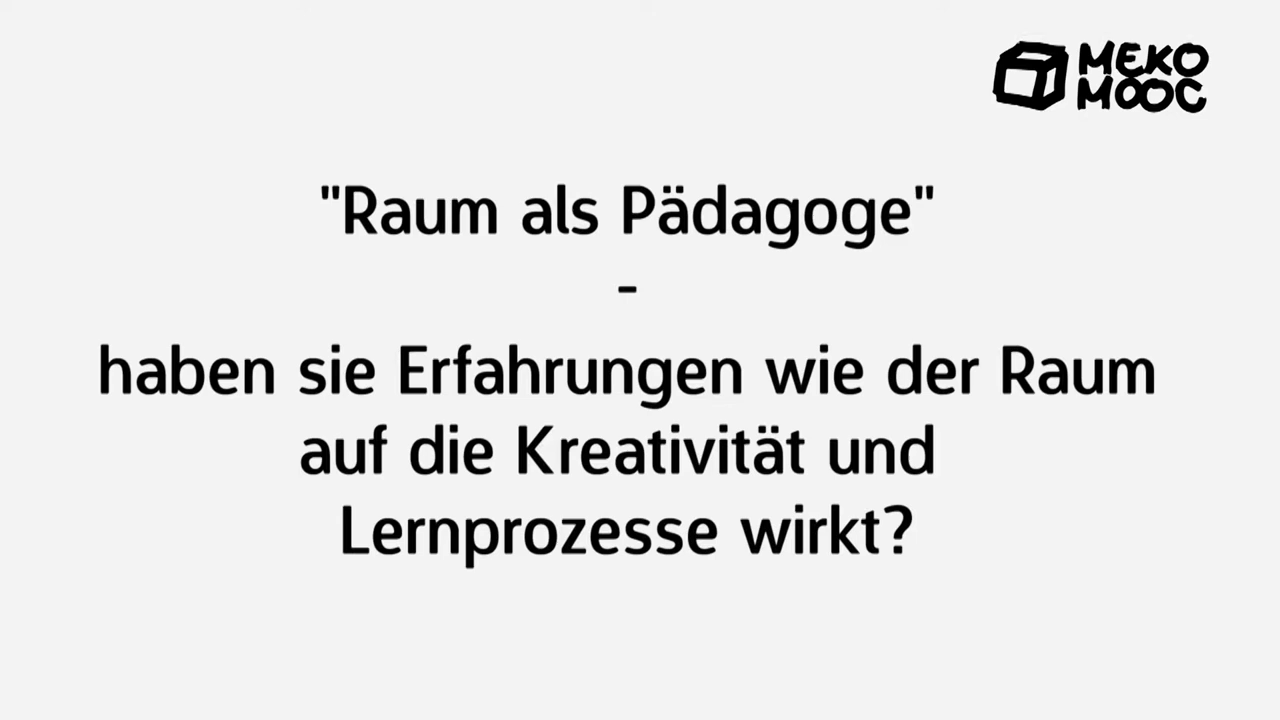 MEKO
MOOC
"Raum als Pädagoge"
-
haben sie Erfahrungen wie der Raum
auf die Kreativität und
Lernprozesse wirkt?